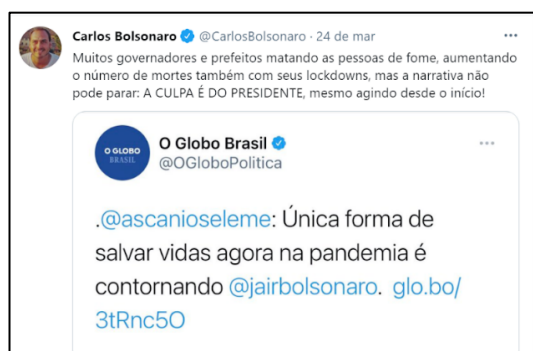 Carlos Bolsonaro @CarlosBolsonaro · 24 de mar
Muitos governadores e prefeitos matando as pessoas de fome, aumentando
o número de mortes também com seus lockdowns, mas a narrativa não
pode parar: A CULPA É DO PRESIDENTE, mesmo agindo desde o início!
O GLOBO
BRASIL
O Globo Brasil
@OGloboPolitica
.@ascanioseleme: Única forma de
salvar vidas agora na pandemia é
contornando @jairbolsonaro. glo.bo/
3tRnc5O